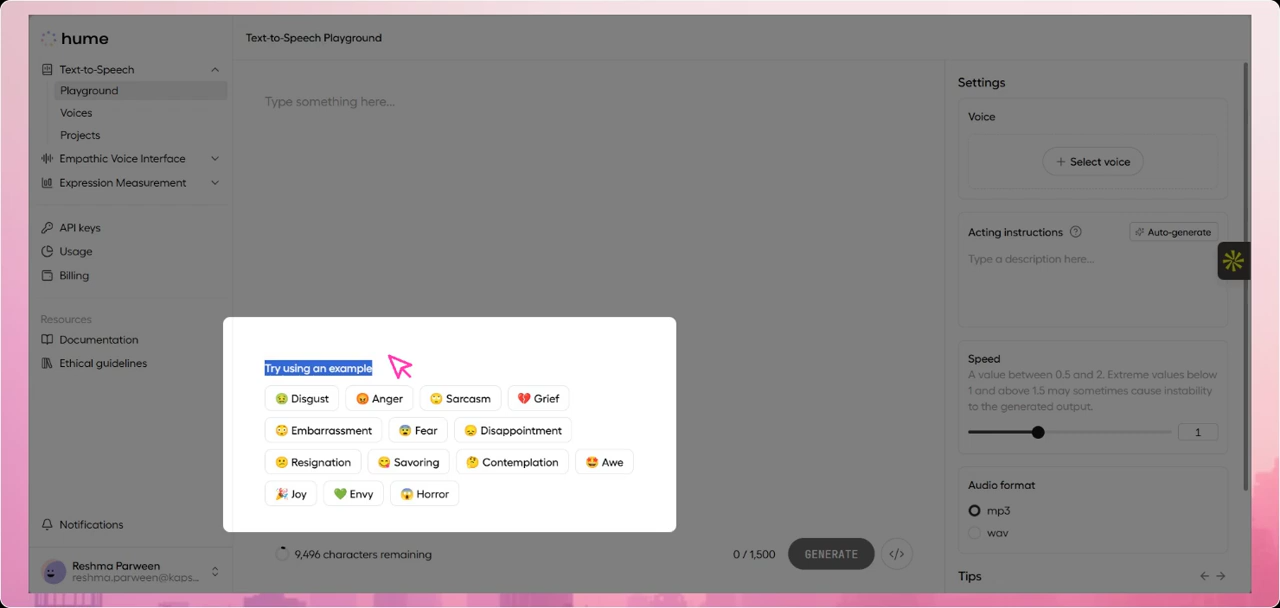 hume
Text-to-Speech
Playground
Voices
Projects
Empathic Voice Interface
Expression Measurement
API keys
Usage
Billing
Resources
Documentation
Ethical guidelines
Notifications
Reshma Parween
reshma.parween@kaps...
Text-to-Speech Playground
Type something here...
Try using an example
🤢 Disgust 😡 Anger 🙄 Sarcasm 💔 Grief
😳 Embarrassment 😨 Fear 😞 Disappointment
😕 Resignation 😋 Savoring 🤔 Contemplation 🤩 Awe
🎉 Joy 💚 Envy 😱 Horror
9,496 characters remaining 0 / 1,500 GENERATE </>
Settings
Voice
+ Select voice
Acting instructions ? Auto-generate
Type a description here...
Speed
A value between 0.5 and 2. Extreme values below
1 and above 1.5 may sometimes cause instability
to the generated output.
1
Audio format
mp3
wav
Tips ← →